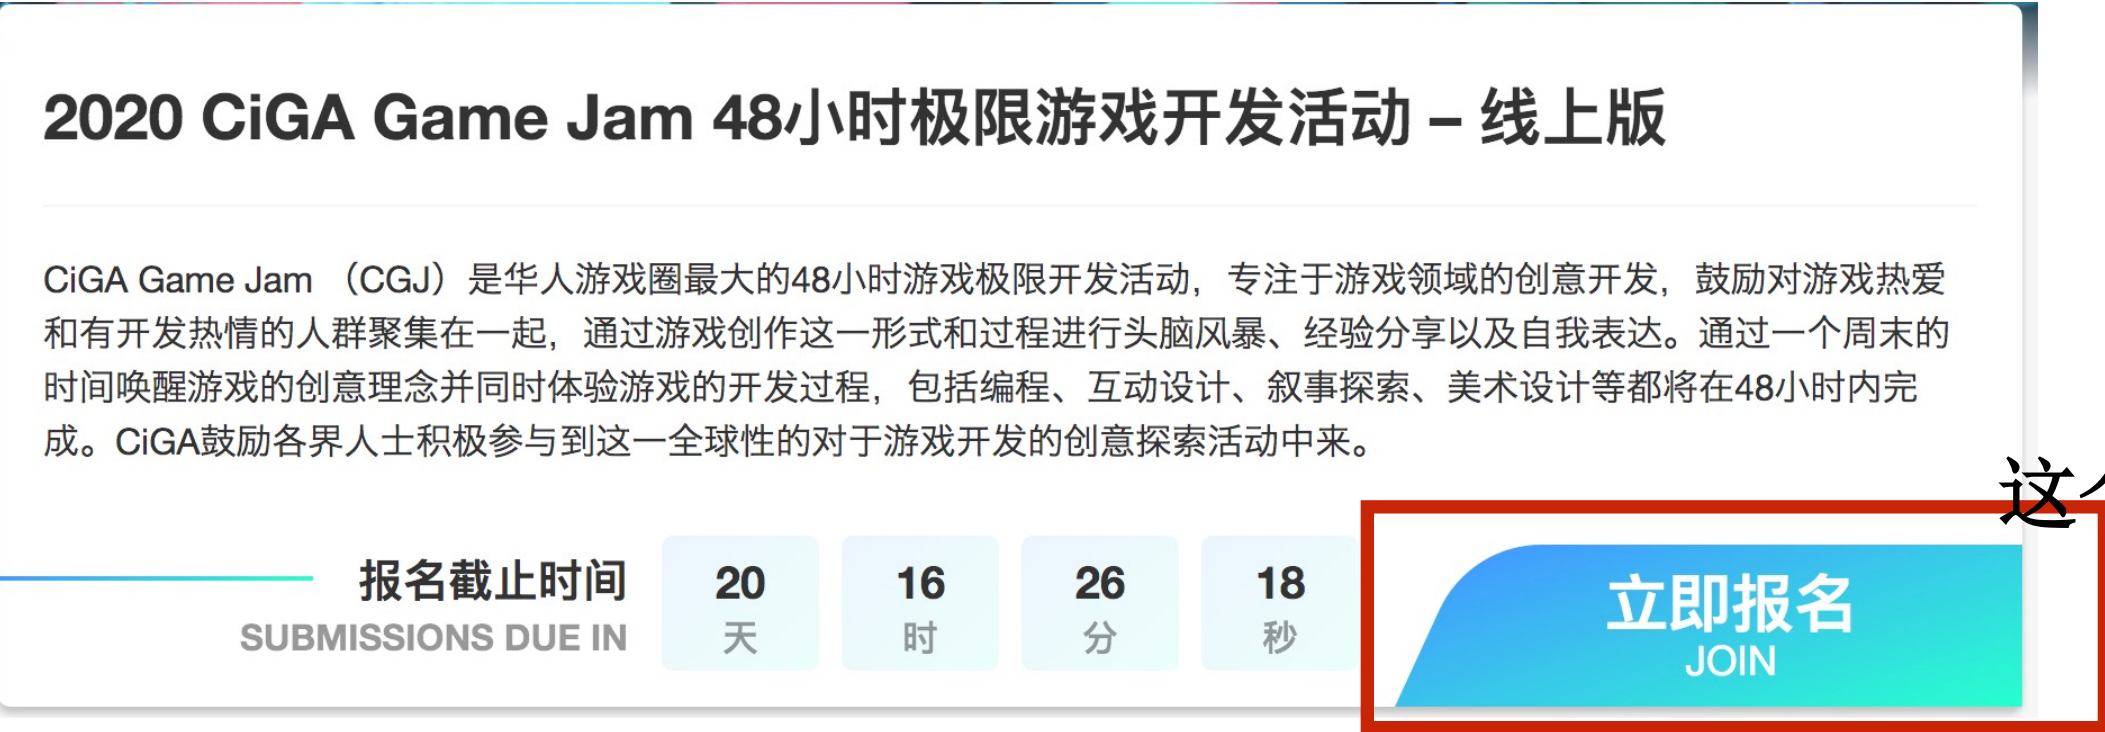 2020 CiGA Game Jam 48小时极限游戏开发活动 – 线上版
CiGA Game Jam （CGJ）是华人游戏圈最大的48小时游戏极限开发活动，专注于游戏领域的创意开发，鼓励对游戏热爱
和有开发热情的人群聚集在一起，通过游戏创作这一形式和过程进行头脑风暴、经验分享以及自我表达。通过一个周末的
时间唤醒游戏的创意理念并同时体验游戏的开发过程，包括编程、互动设计、叙事探索、美术设计等都将在48小时内完
成。CiGA鼓励各界人士积极参与到这一全球性的对于游戏开发的创意探索活动中来。
这
报名截止时间
SUBMISSIONS DUE IN
20 16 26 18
天 时 分 秒
立即报名
JOIN